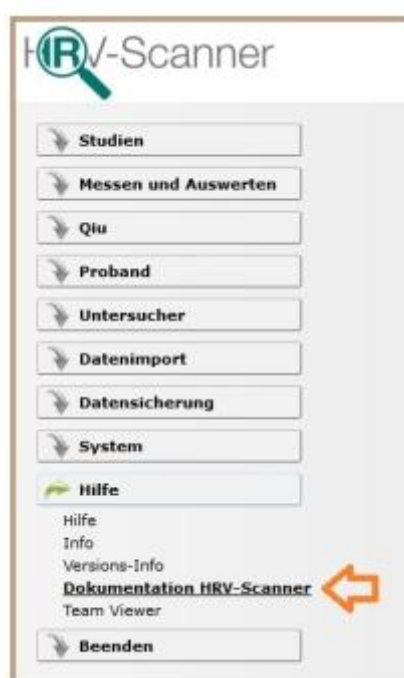 HRV-Scanner
Studien
Messen und Auswerten
Qiu
Proband
Untersucher
Datenimport
Datensicherung
System
Hilfe
Hilfe
Info
Versions-Info
Dokumentation HRV-Scanner
Team Viewer
Beenden